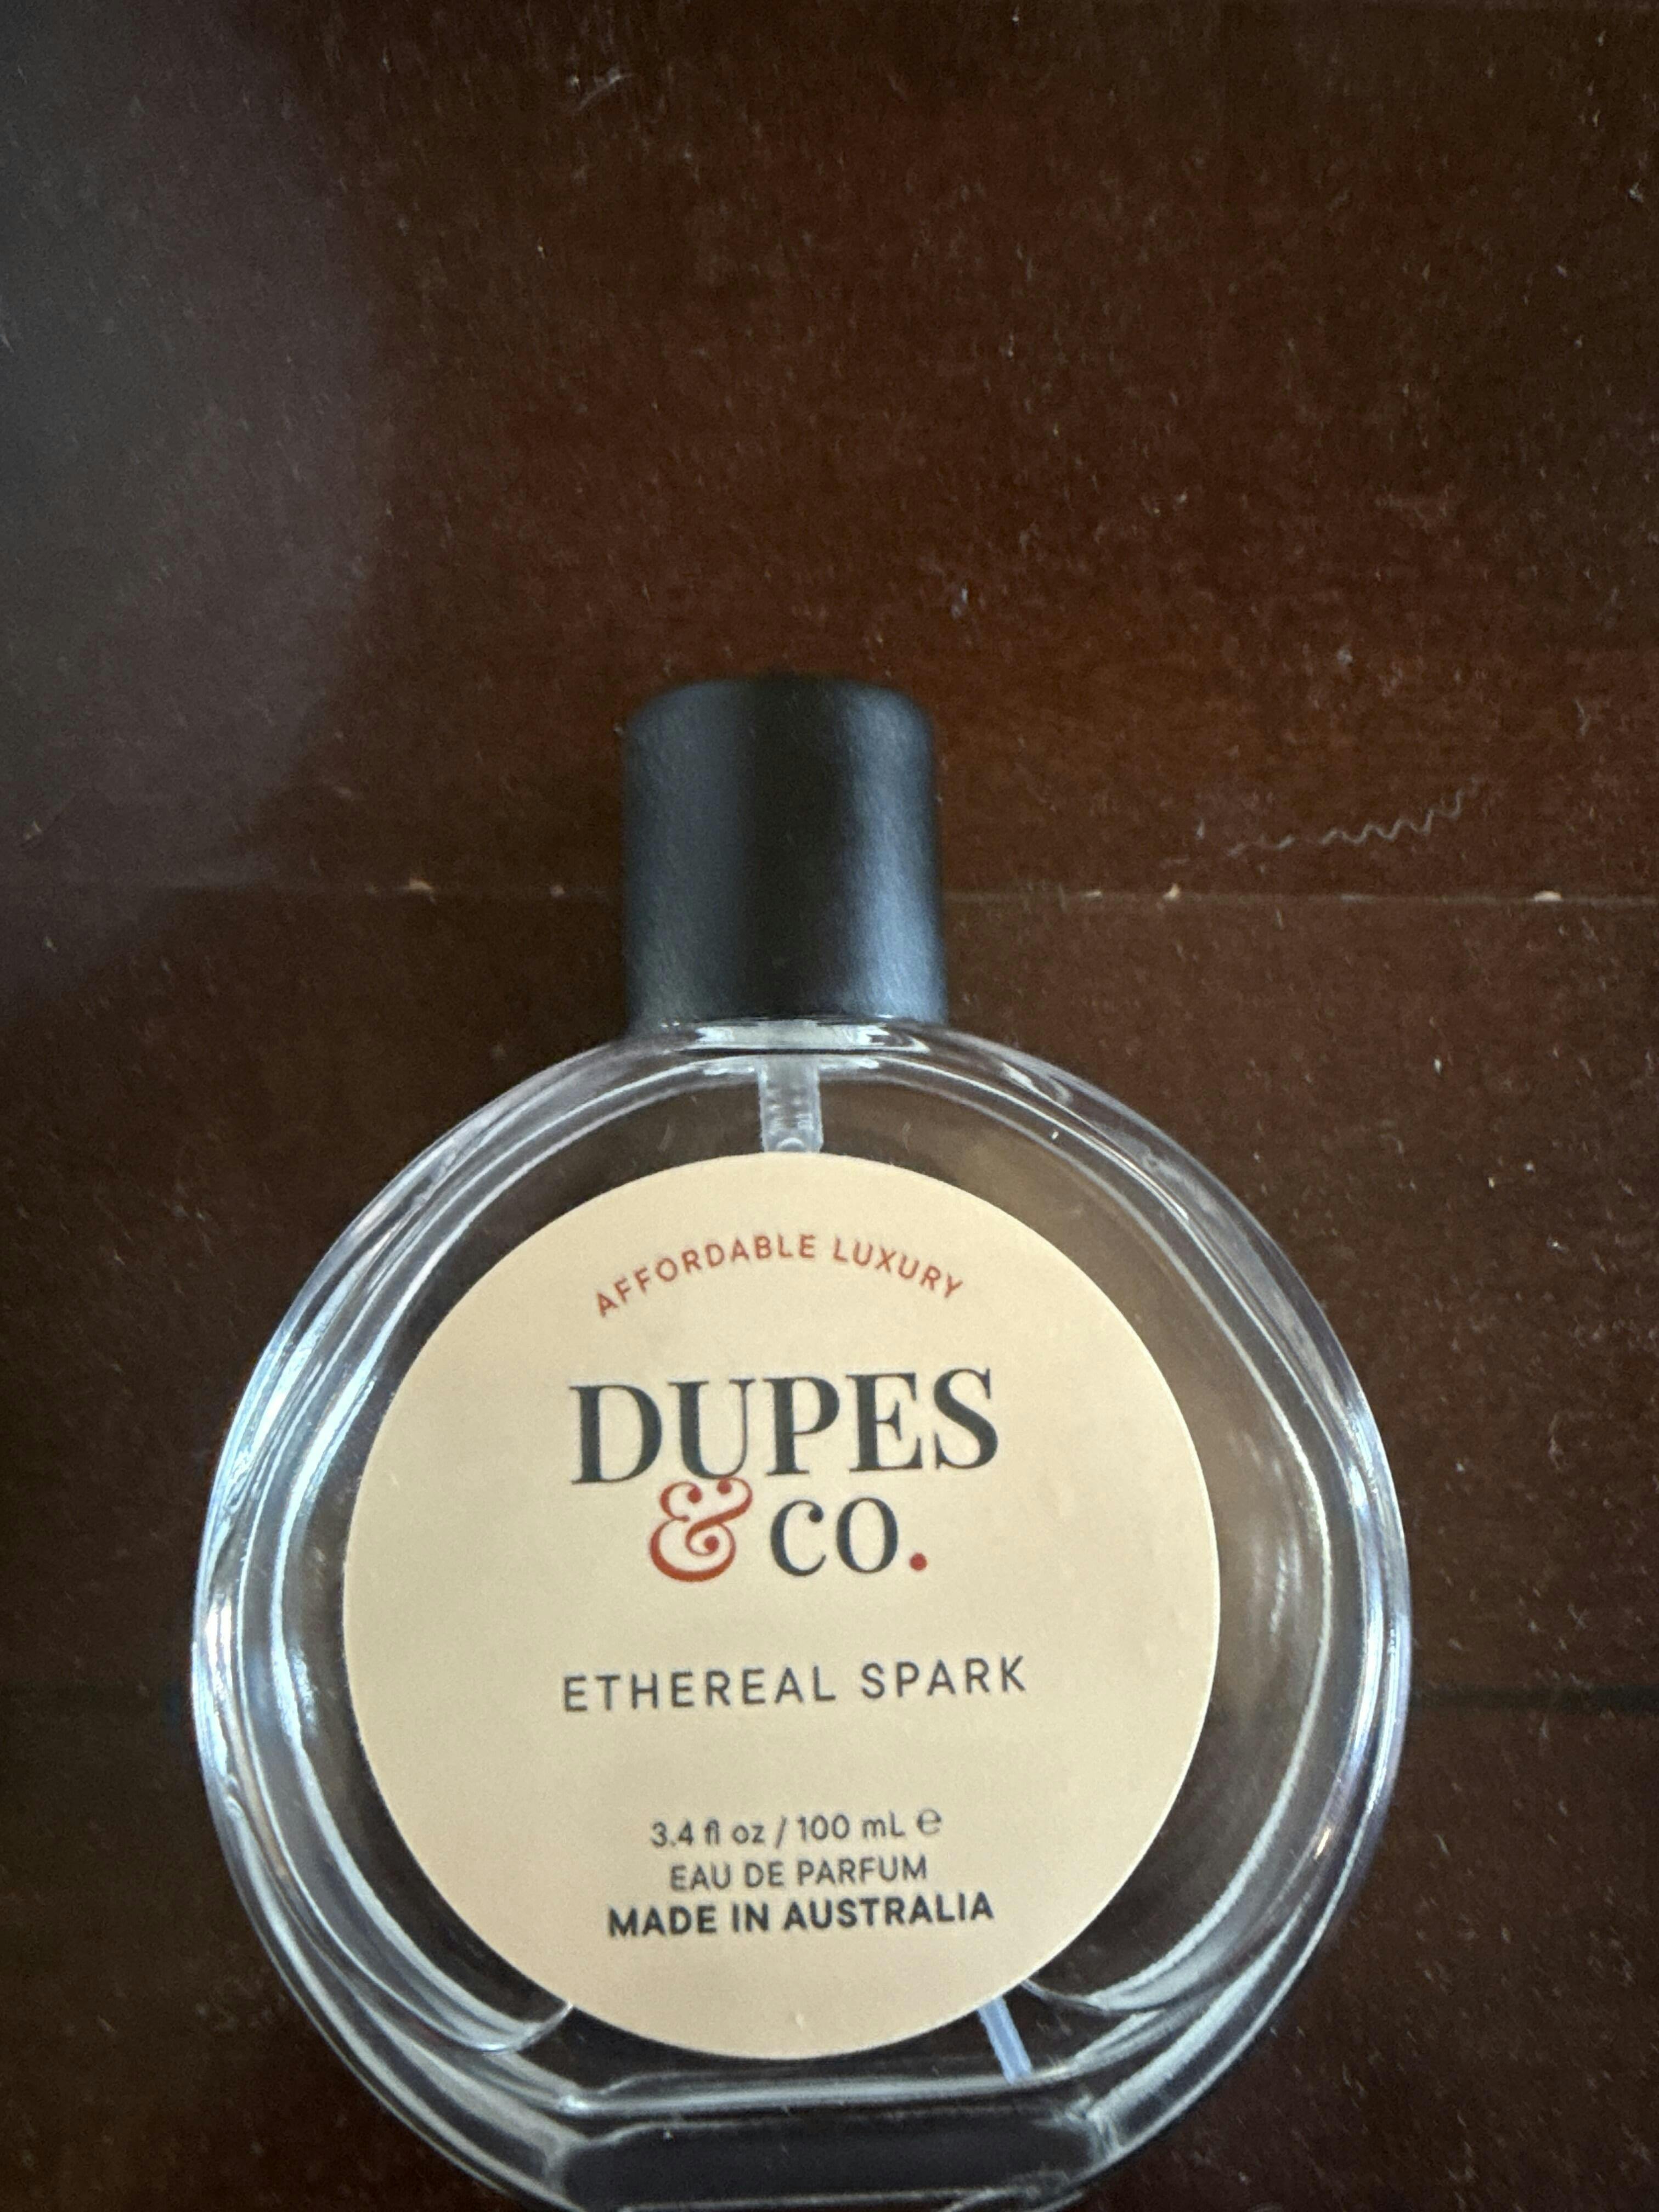 AFFORDABLE LUXURY
DUPES
& CO.
ETHEREAL SPARK
3.4 fl oz / 100 mL ℮
EAU DE PARFUM
MADE IN AUSTRALIA